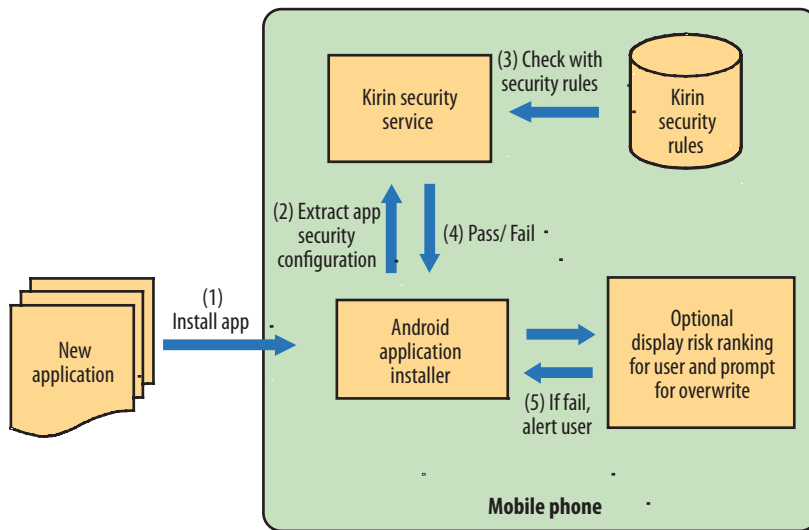 (3) Check with
security rules
Kirin security
service
Kirin
security
rules
(2) Extract app
security
configuration
(4) Pass/ Fail
(1)
Install app
New
application
Android
application
installer
Optional
display risk ranking
for user and prompt
for overwrite
(5) If fail,
alert user
Mobile phone